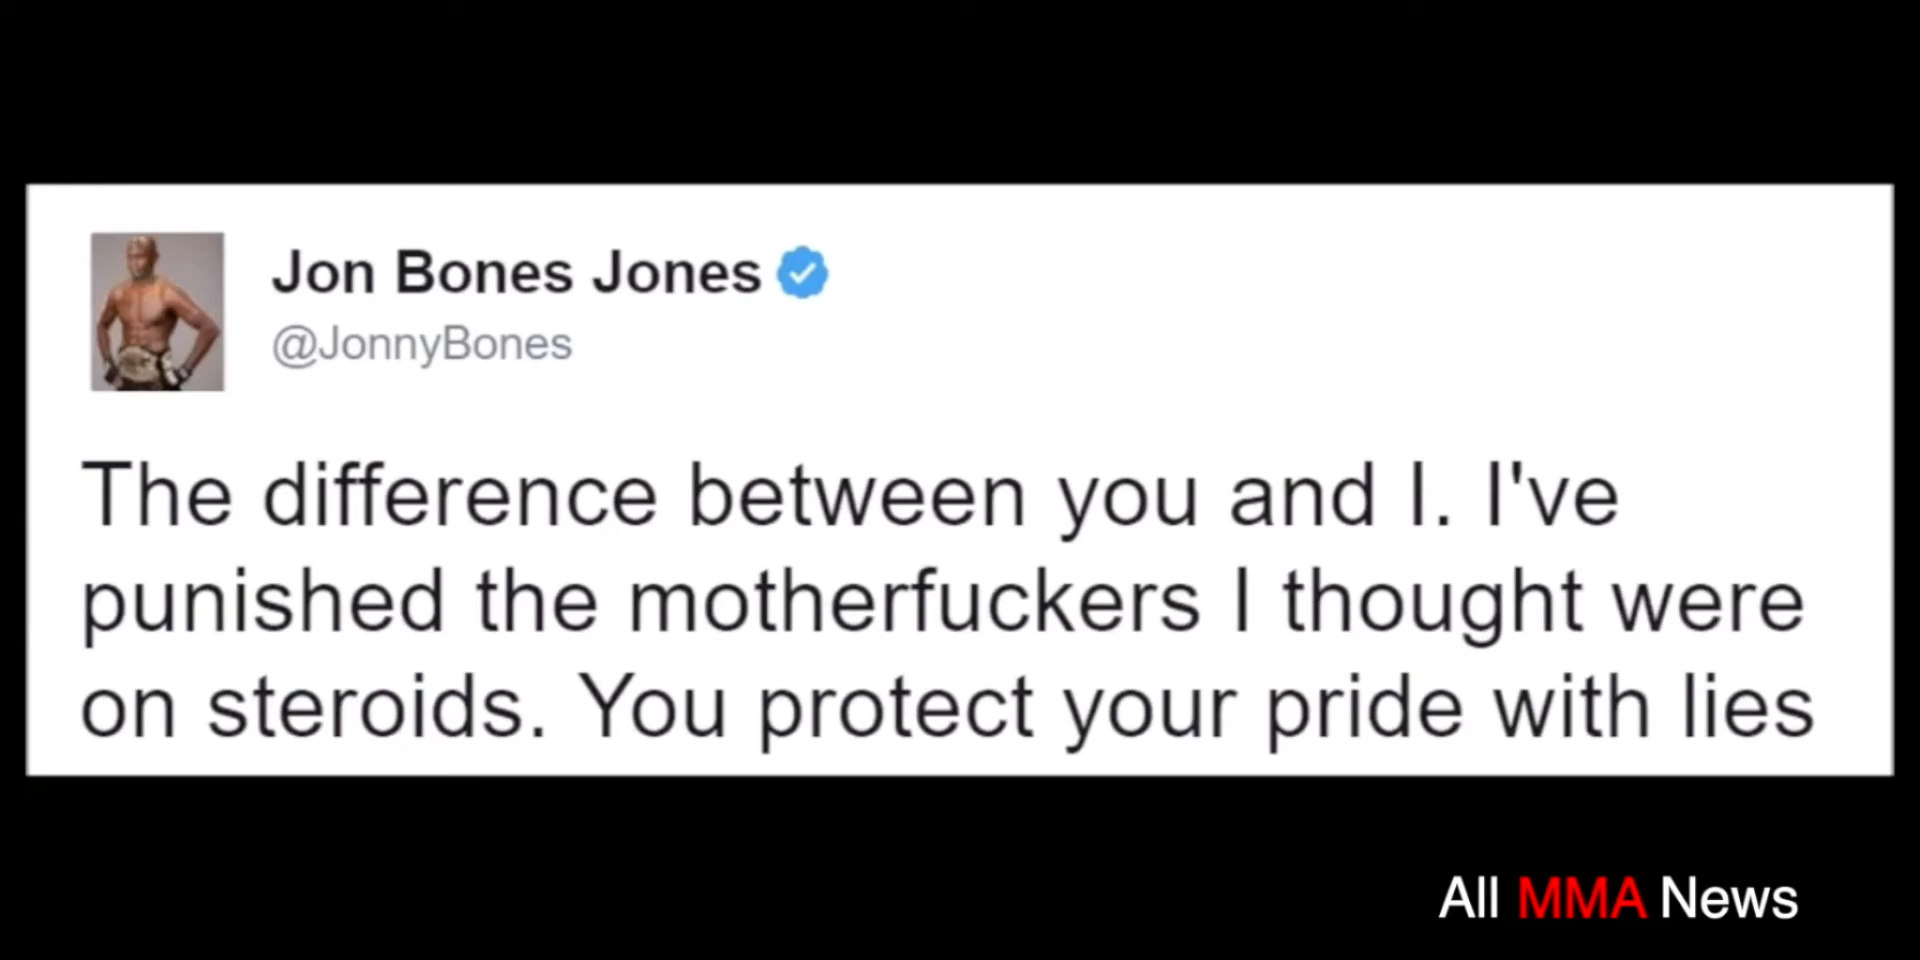 Jon Bones Jones
@JonnyBones
The difference between you and I. I've
punished the motherfuckers I thought were
on steroids. You protect your pride with lies
All MMA News